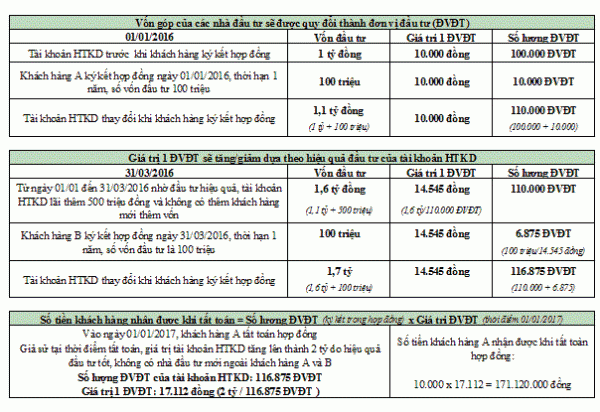 Vốn góp của các nhà đầu tư sẽ được quy đổi thành đơn vị đầu tư (ĐVĐT)
01/01/2016 Vốn đầu tư Giá trị 1 ĐVĐT Số lượng ĐVĐT
Tài khoản HTKD trước khi khách hàng ký kết hợp đồng 1 tỷ đồng 10.000 đồng 100.000 ĐVĐT
Khách hàng A ký kết hợp đồng ngày 01/01/2016, thời hạn 1
năm, số vốn đầu tư 100 triệu 100 triệu 10.000 đồng 10.000 ĐVĐT
Tài khoản HTKD thay đổi khi khách hàng ký kết hợp đồng 1,1 tỷ đồng 10.000 đồng 110.000 ĐVĐT
(1 tỷ + 100 triệu) (100.000 + 10.000)
Giá trị 1 ĐVĐT sẽ tăng/giảm dựa theo hiệu quả đầu tư của tài khoản HTKD
31/03/2016 Vốn đầu tư Giá trị 1 ĐVĐT Số lượng ĐVĐT
Từ ngày 01/01 đến 31/03/2016 nhờ đầu tư hiệu quả, tài khoản 1,6 tỷ đồng 14.545 đồng 110.000 ĐVĐT
HTKD lãi thêm 500 triệu đồng và không có thêm khách hàng
mới thêm vốn (1,1 tỷ + 500 triệu) (1,6 tỷ/110.000 ĐVĐT)
Khách hàng B ký kết hợp đồng ngày 31/03/2016, thời hạn 1 100 triệu 14.545 đồng 6.875 ĐVĐT
năm, số vốn đầu tư là 100 triệu (100 triệu/14.545 đồng)
Tài khoản HTKD thay đổi khi khách hàng ký kết hợp đồng 1,7 tỷ 14.545 đồng 116.875 ĐVĐT
(1,6 tỷ + 100 triệu) (110.000 + 6.875)
Số tiền khách hàng nhận được khi tất toán = Số lượng ĐVĐT (ký kết trong hợp đồng) x Giá trị ĐVĐT (thời điểm 01/01/2017)
Vào ngày 01/01/2017, khách hàng A tất toán hợp đồng
Giả sử tại thời điểm tất toán, giá trị tài khoản HTKD tăng lên thành 2 tỷ do hiệu quả
đầu tư tốt, không có nhà đầu tư mới ngoài khách hàng A và B
Số lượng ĐVĐT của tài khoản HTKD: 116.875 ĐVĐT
Giá trị 1 ĐVĐT: 17.112 đồng (2 tỷ / 116.875 ĐVĐT )
Số tiền khách hàng A nhận được khi tất toán
hợp đồng:
10.000 x 17.112 = 171.120.000 đồng